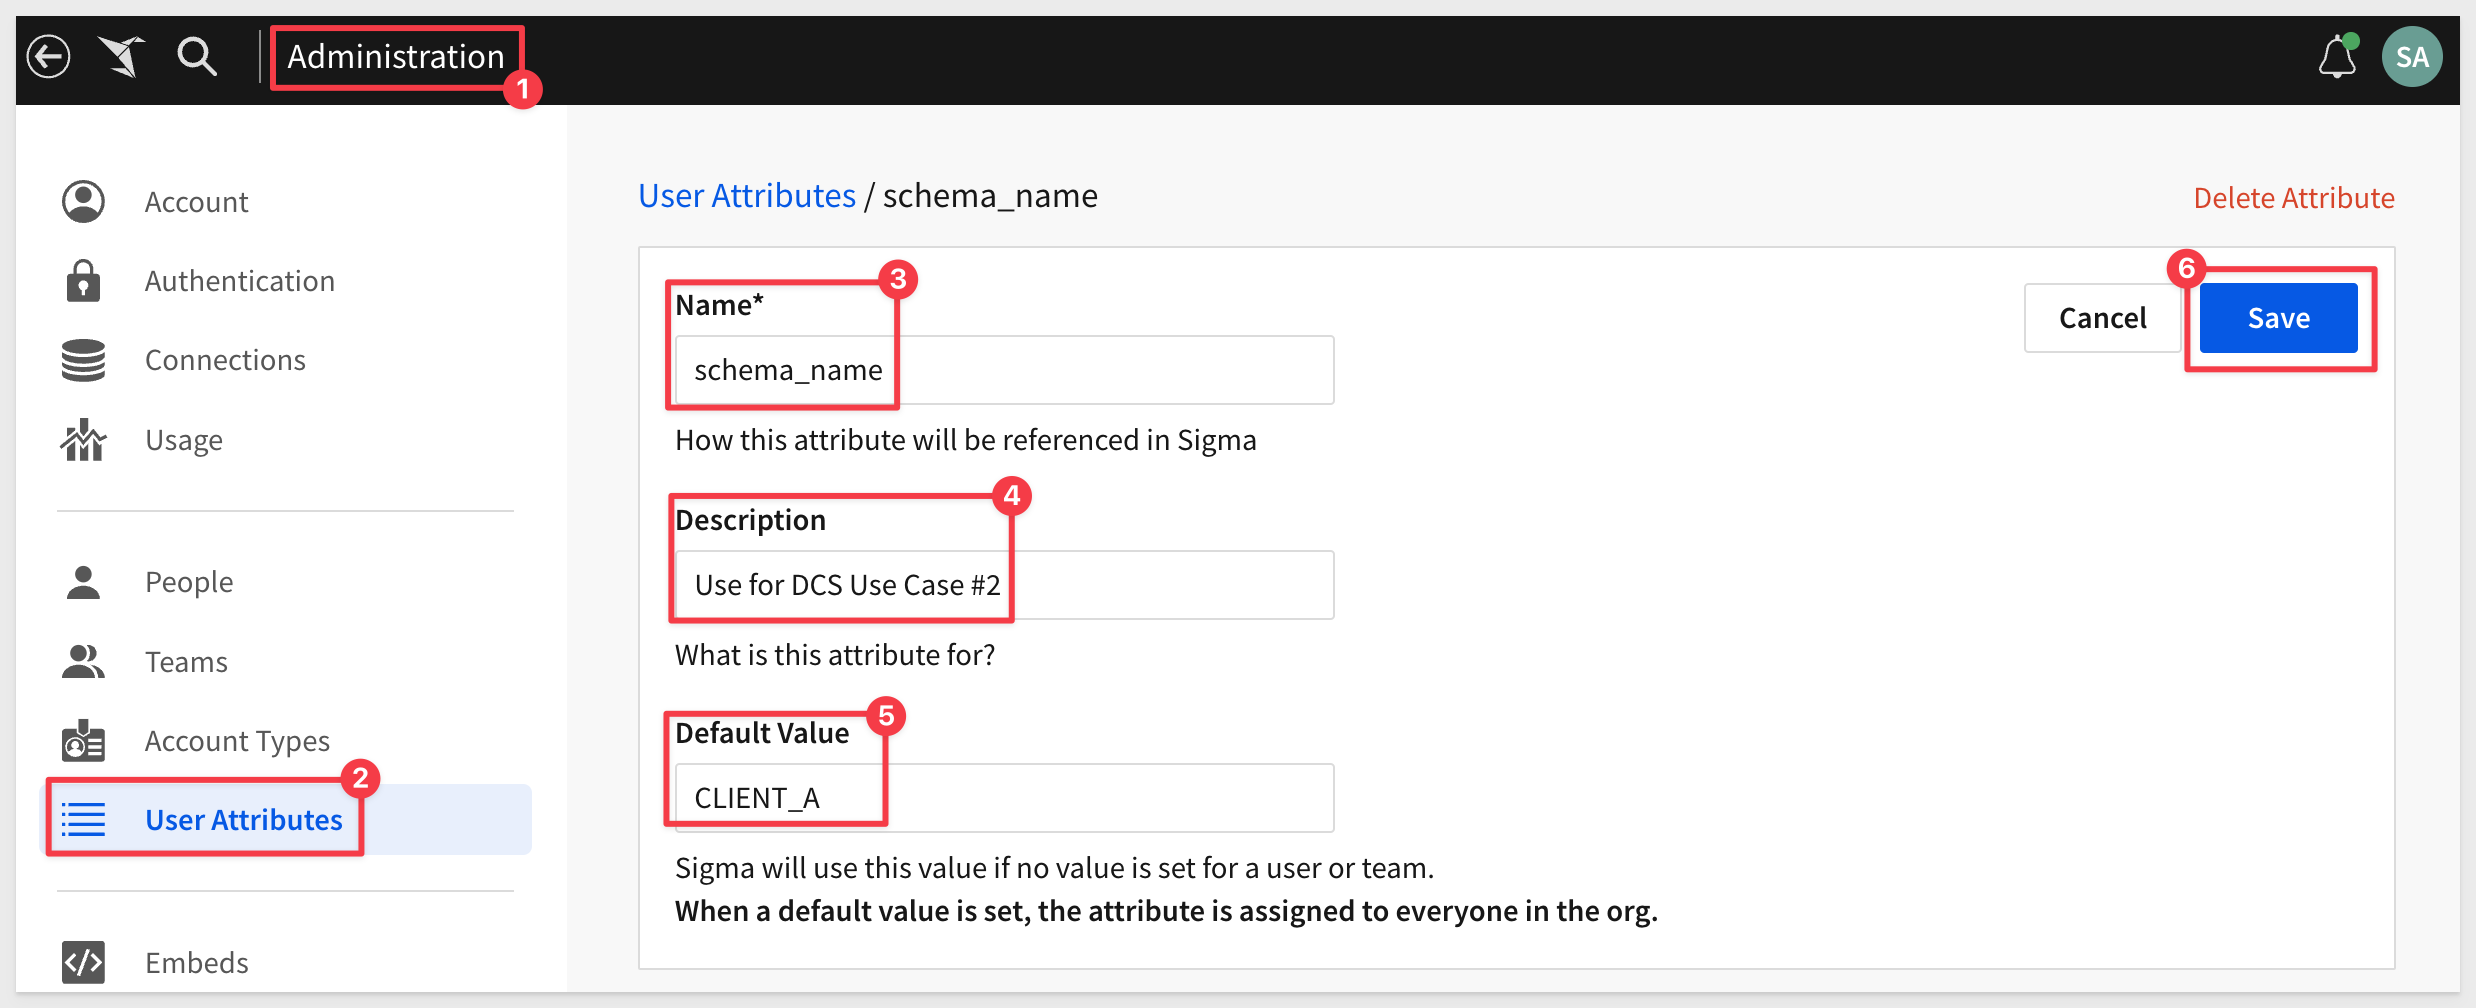 Administration
1
SA
Account
Authentication
Connections
Usage
People
Teams
Account Types
2
User Attributes
Embeds
User Attributes / schema_name
Delete Attribute
3
Name*
schema_name
How this attribute will be referenced in Sigma
6
Cancel
Save
4
Description
Use for DCS Use Case #2
What is this attribute for?
5
Default Value
CLIENT_A
Sigma will use this value if no value is set for a user or team.
When a default value is set, the attribute is assigned to everyone in the org.